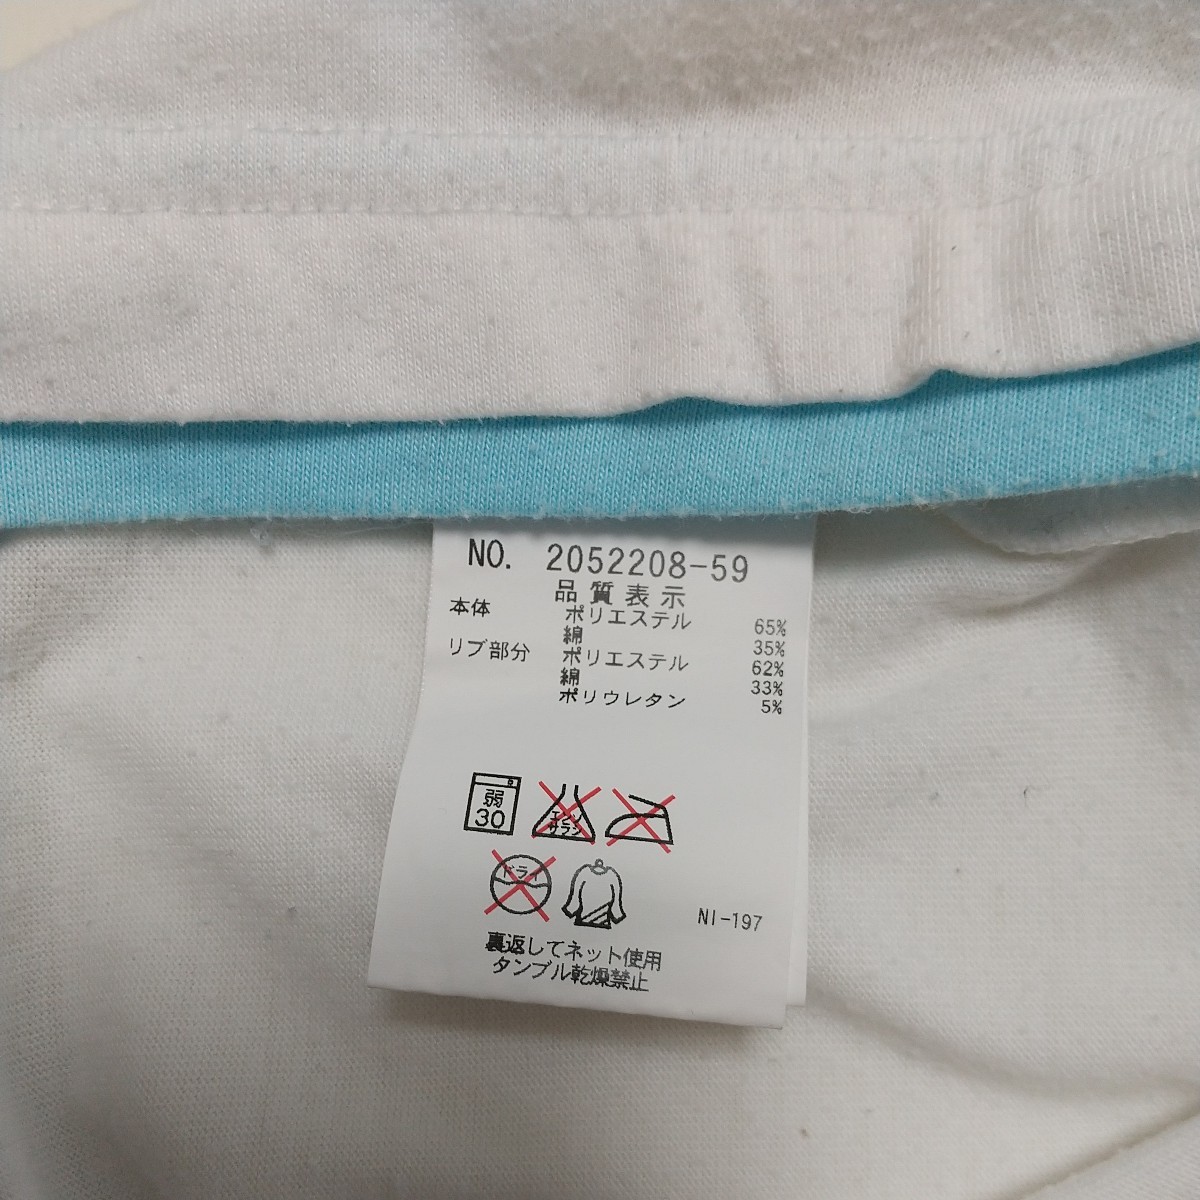 NO. 2052208-59
品質表示
本体 ポリエステル 65%
綿 35%
リブ部分 ポリエステル 62%
綿 33%
ポリウレタン 5%
弱
30
エンソ
サラシ
ドライ
NI-197
裏返してネット使用
タンブル乾燥禁止